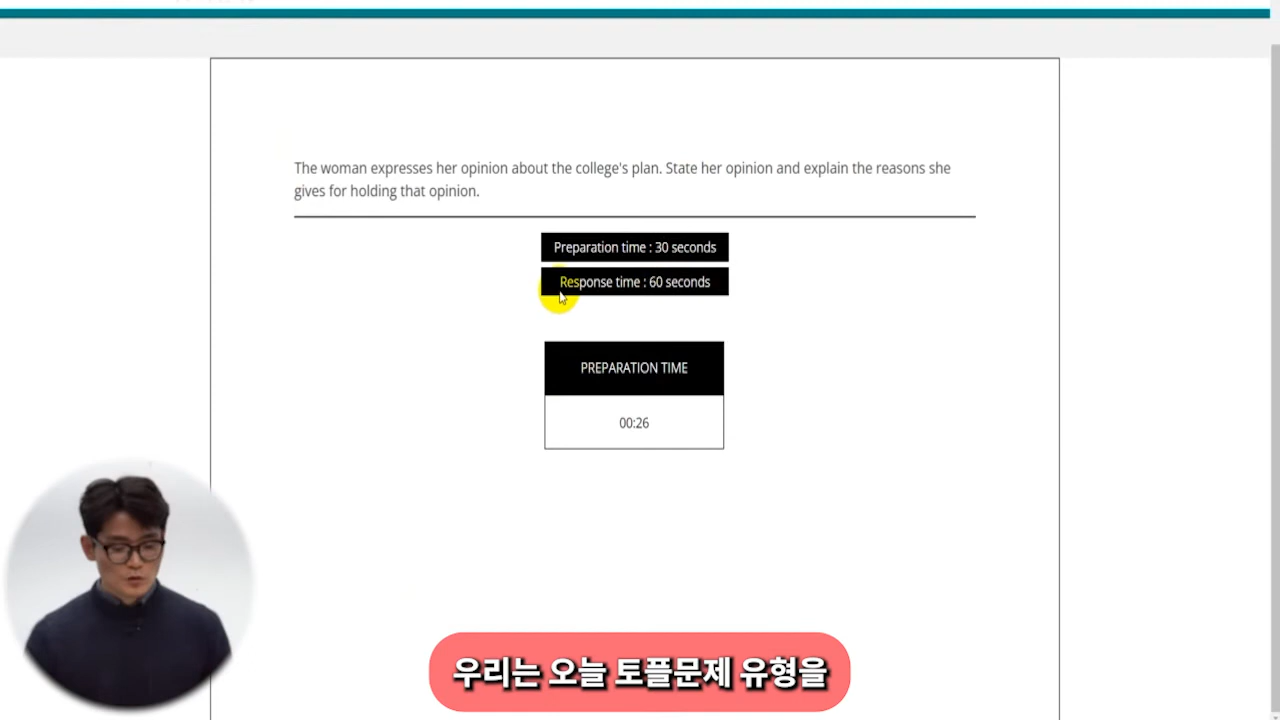 The woman expresses her opinion about the college's plan. State her opinion and explain the reasons she
gives for holding that opinion.
Preparation time : 30 seconds
Response time : 60 seconds
PREPARATION TIME
00:26
우리는 오늘 토플문제 유형을